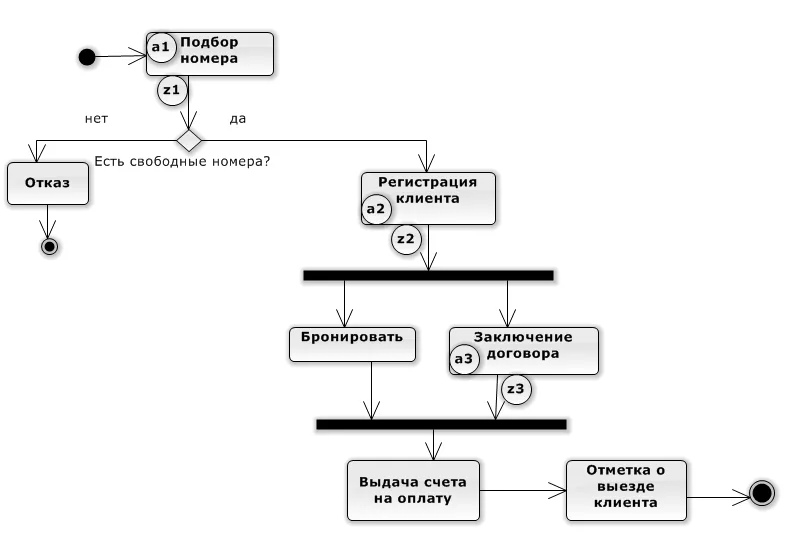 a1
Подбор
номера
z1
нет
да
Есть свободные номера?
Отказ
Регистрация
клиента
a2
z2
Бронировать
Заключение
договора
a3
z3
Выдача счета
на оплату
Отметка о
выезде
клиента